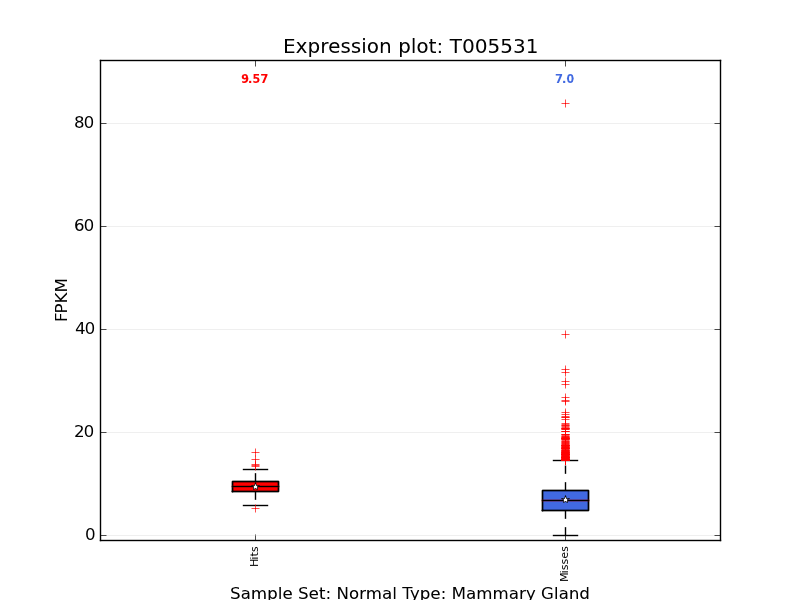 Expression plot: T005531
9.57 7.0
80
60
40
20
0
FPKM
Hits Misses
Sample Set: Normal Type: Mammary Gland